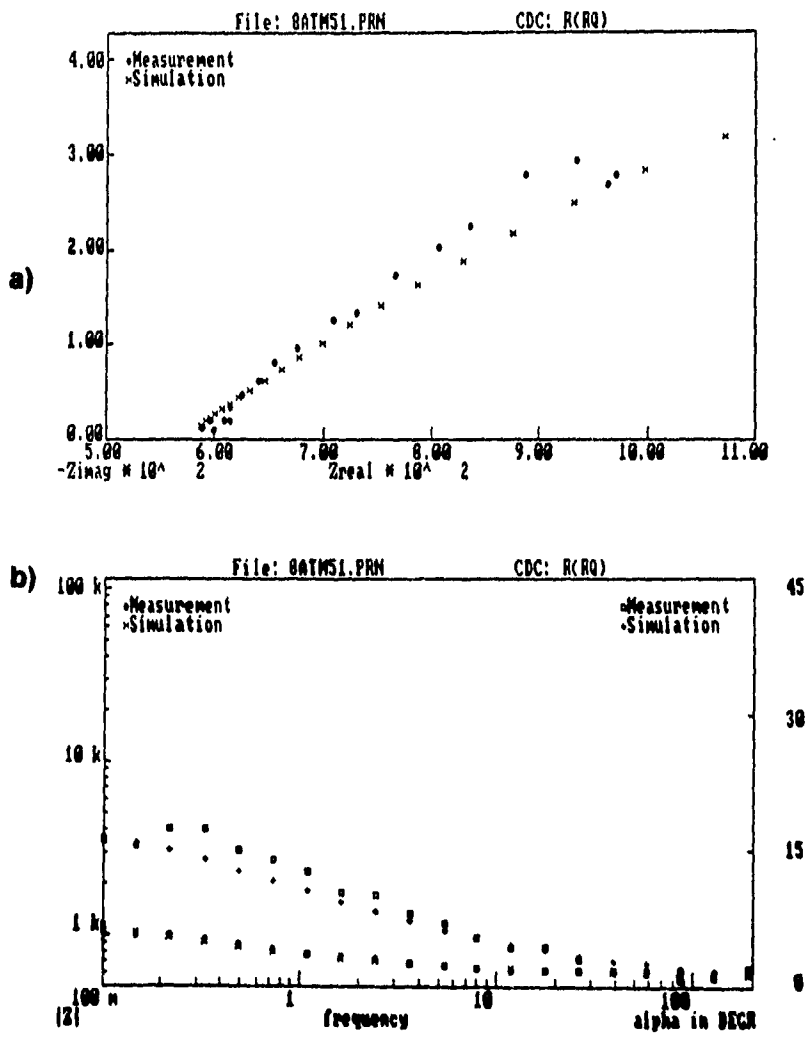 File: 8ATM51.PRN CDC: R(RQ)
4.00
Measurement
×Simulation
3.00
2.00
a)
1.00
0.00
5.00 6.00 7.00 8.00 9.00 10.00 11.00
-Zimag * 10^ 2 Zreal * 10^ 2
b)
File: 8ATM51.PRN CDC: R(RQ)
100 k 45
Measurement Measurement
×Simulation Simulation
30
10 k
15
1 k
0
100 m 1 10 100
|Z| frequency alpha in DEGR